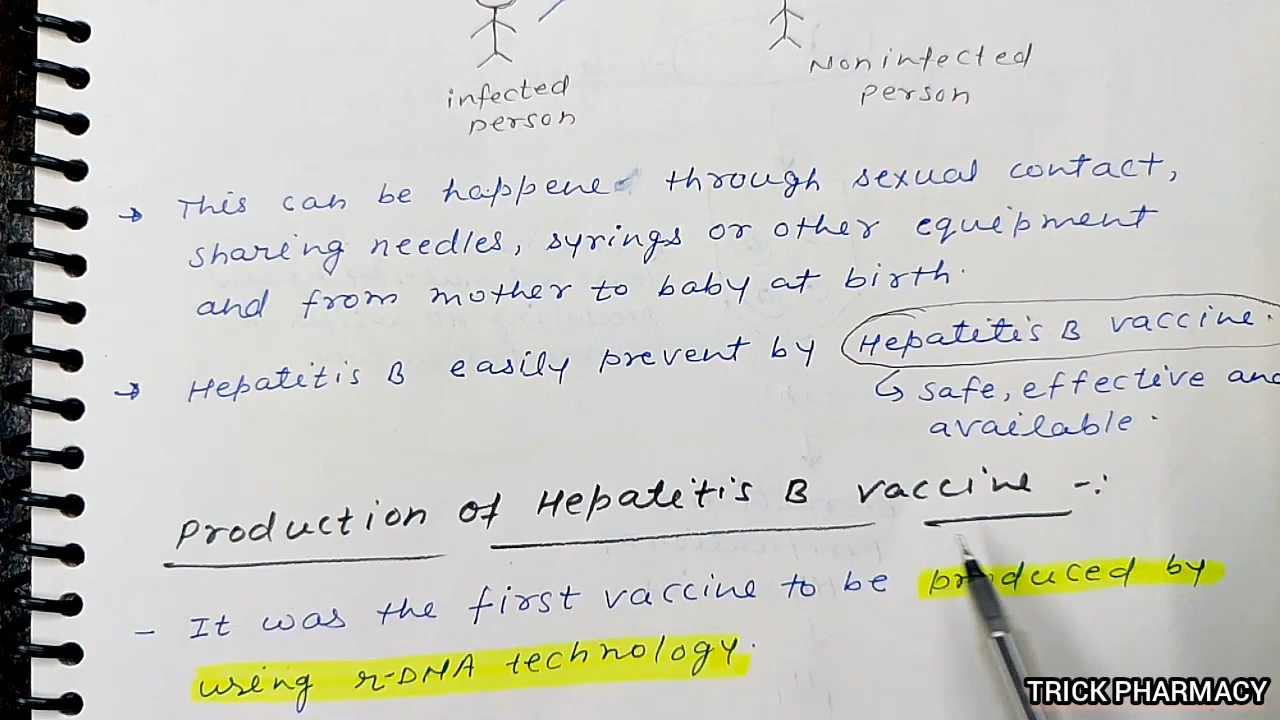 infected
person
Noninfected
person
→ This can be happene through sexual contact,
sharing needles, syrings or other equipment
and from mother to baby at birth.
→ Hepatitis B easily prevent by Hepatitis B vaccine.
↳ safe, effective and
available.
Production of Hepatitis B vaccine -:
- It was the first vaccine to be produced by
using r-DNA technology.
TRICK PHARMACY